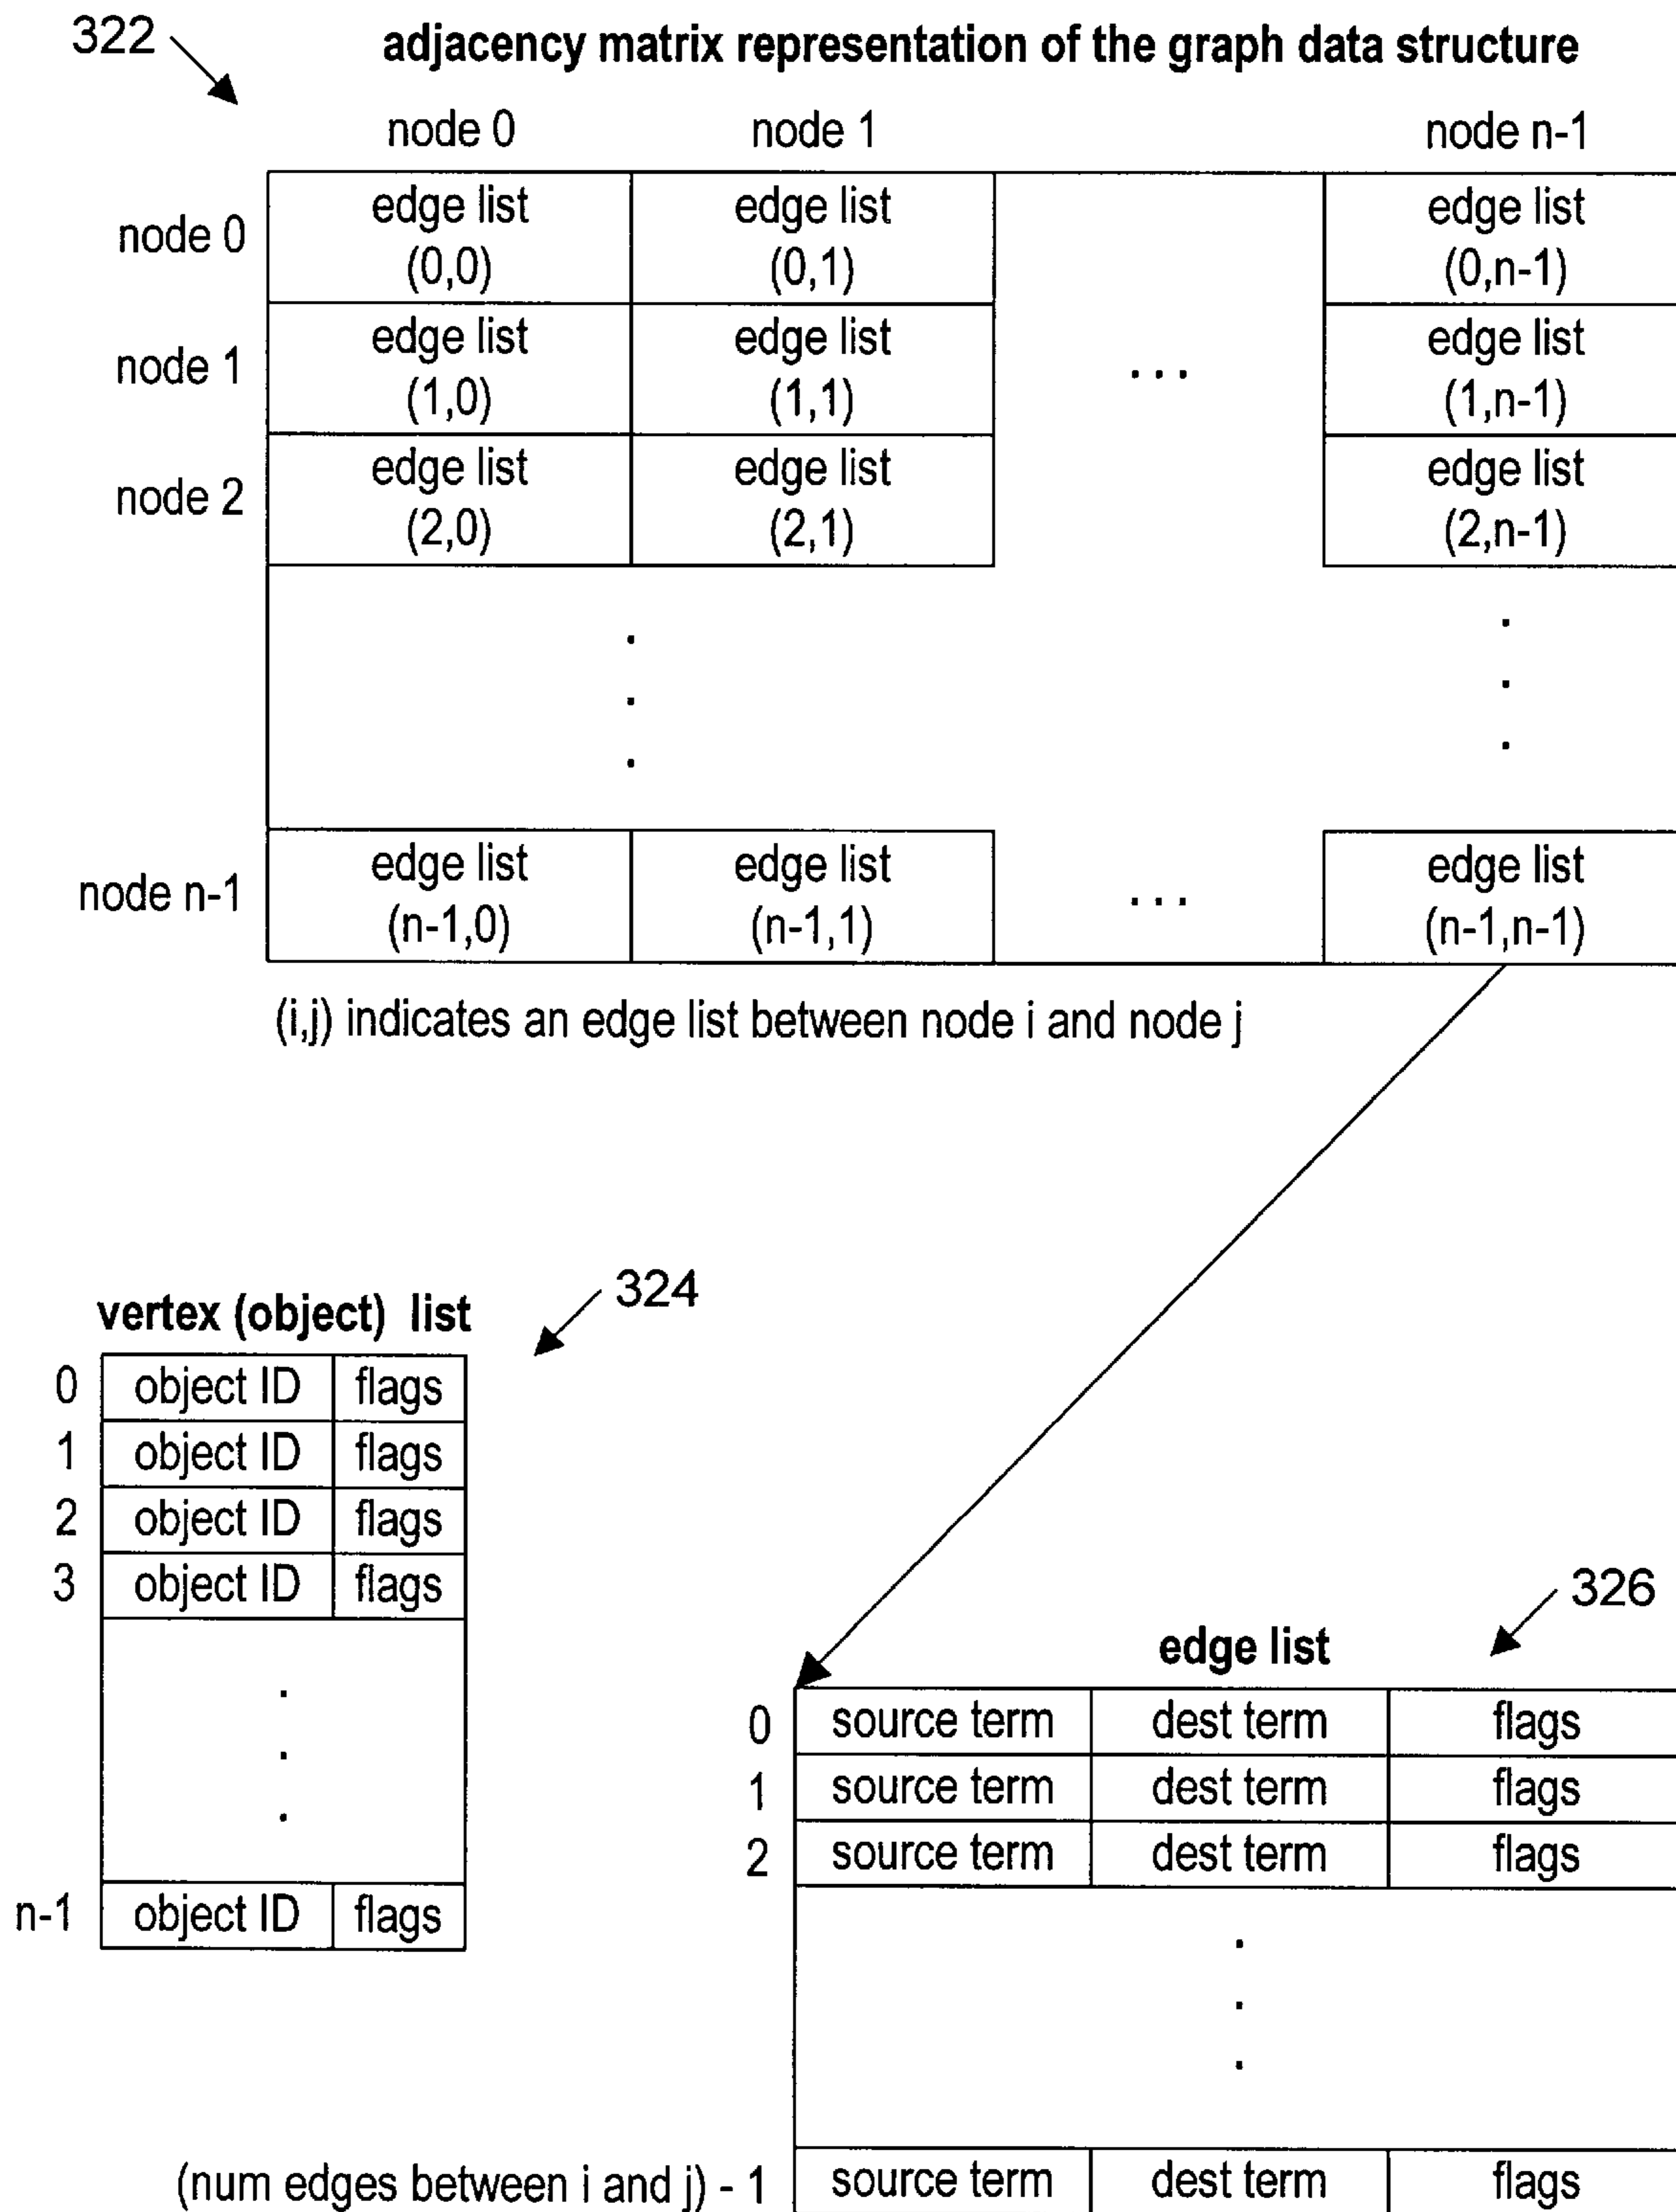 322
adjacency matrix representation of the graph data structure
node 0 node 1 node n-1
node 0 edge list (0,0) edge list (0,1) edge list (0,n-1)
node 1 edge list (1,0) edge list (1,1) ... edge list (1,n-1)
node 2 edge list (2,0) edge list (2,1) edge list (2,n-1)
. .
. .
. .
node n-1 edge list (n-1,0) edge list (n-1,1) ... edge list (n-1,n-1)
(i,j) indicates an edge list between node i and node j
324
vertex (object) list
0 object ID flags
1 object ID flags
2 object ID flags
3 object ID flags
.
.
.
n-1 object ID flags
326
edge list
0 source term dest term flags
1 source term dest term flags
2 source term dest term flags
.
.
.
(num edges between i and j) - 1 source term dest term flags